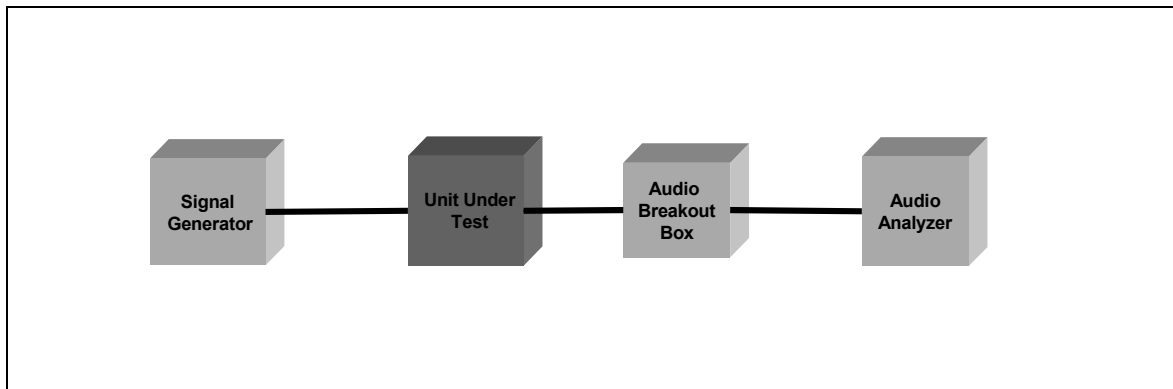 Signal
Generator
Unit Under
Test
Audio
Breakout
Box
Audio
Analyzer